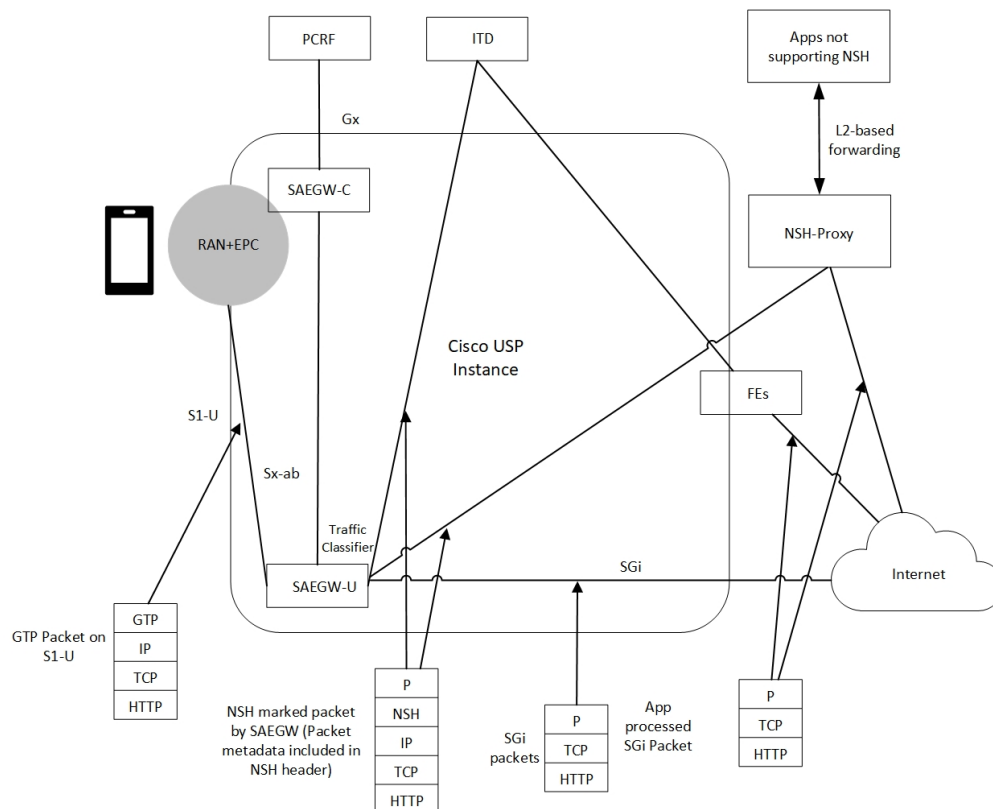 PCRF
ITD
Apps not
supporting NSH
Gx
L2-based
forwarding
SAEGW-C
RAN+EPC
NSH-Proxy
Cisco USP
Instance
FEs
S1-U
Sx-ab
Traffic
Classifier
SAEGW-U
SGi
Internet
GTP Packet on
S1-U
GTP
IP
TCP
HTTP
NSH marked packet
by SAEGW (Packet
metadata included in
NSH header)
P
NSH
IP
TCP
HTTP
SGi
packets
P
TCP
HTTP
App
processed
SGi Packet
P
TCP
HTTP